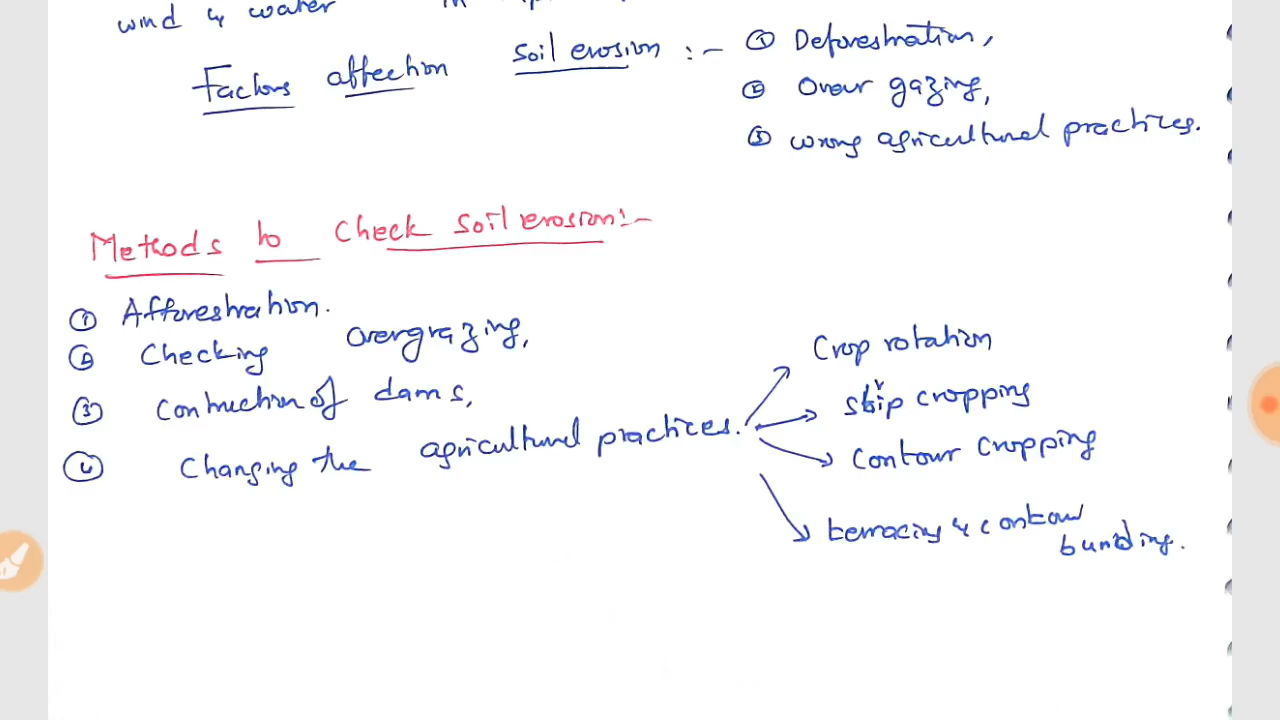 wind & water in
Factors affection soil erosion :- ① Deforestration,
② Over gazing,
③ wrong agricultural practices.
Methods to Check soil erosion:-
① Afforestration.
② Checking overgrazing,
③ contruction of dams,
④ Changing the agricultural practices.
Crop rotation
strip cropping
contour cropping
terracing & contour
bunding.